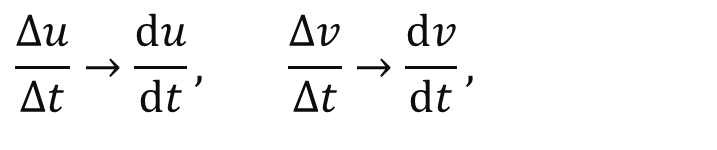 Δu/Δt → du/dt, Δv/Δt → dv/dt,